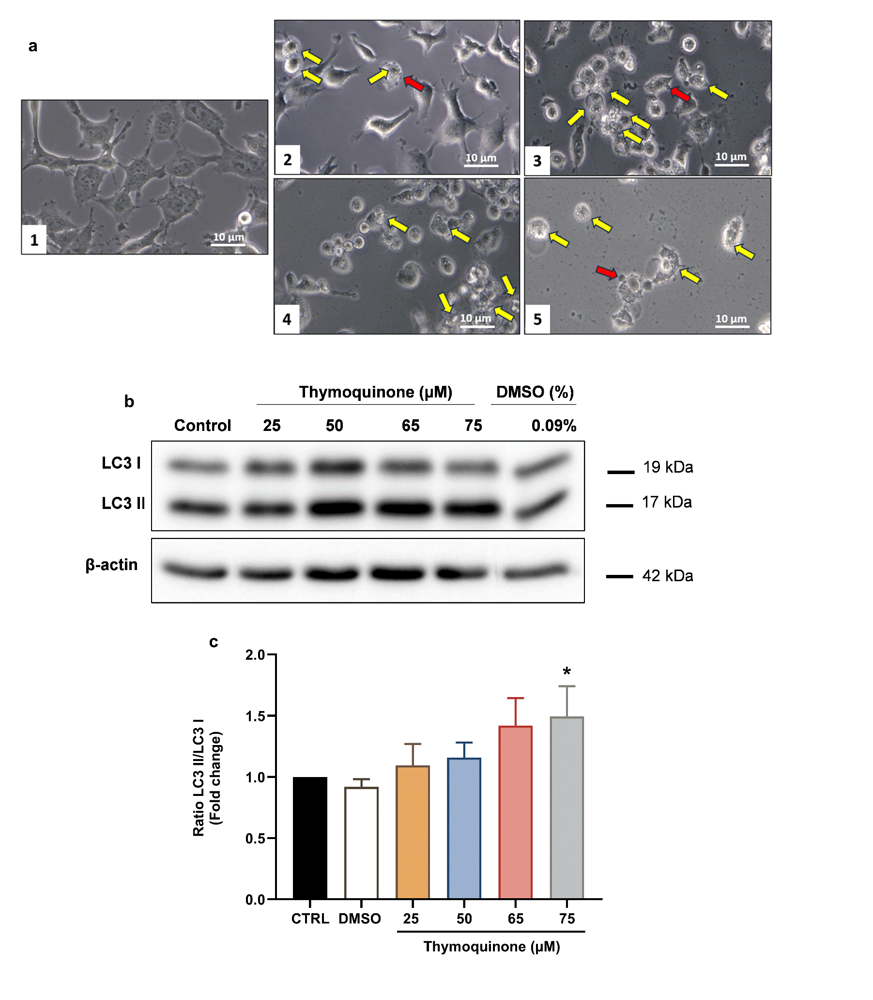 a
1
10 µm
2
10 µm
3
10 µm
4
10 µm
5
10 µm
b
Thymoquinone (µM)
DMSO (%)
Control 25 50 65 75 0.09%
LC3 I
19 kDa
LC3 II
17 kDa
β-actin
42 kDa
c
2.0
1.5
1.0
0.5
0.0
Ratio LC3 II/LC3 I
(Fold change)
*
CTRL DMSO 25 50 65 75
Thymoquinone (µM)